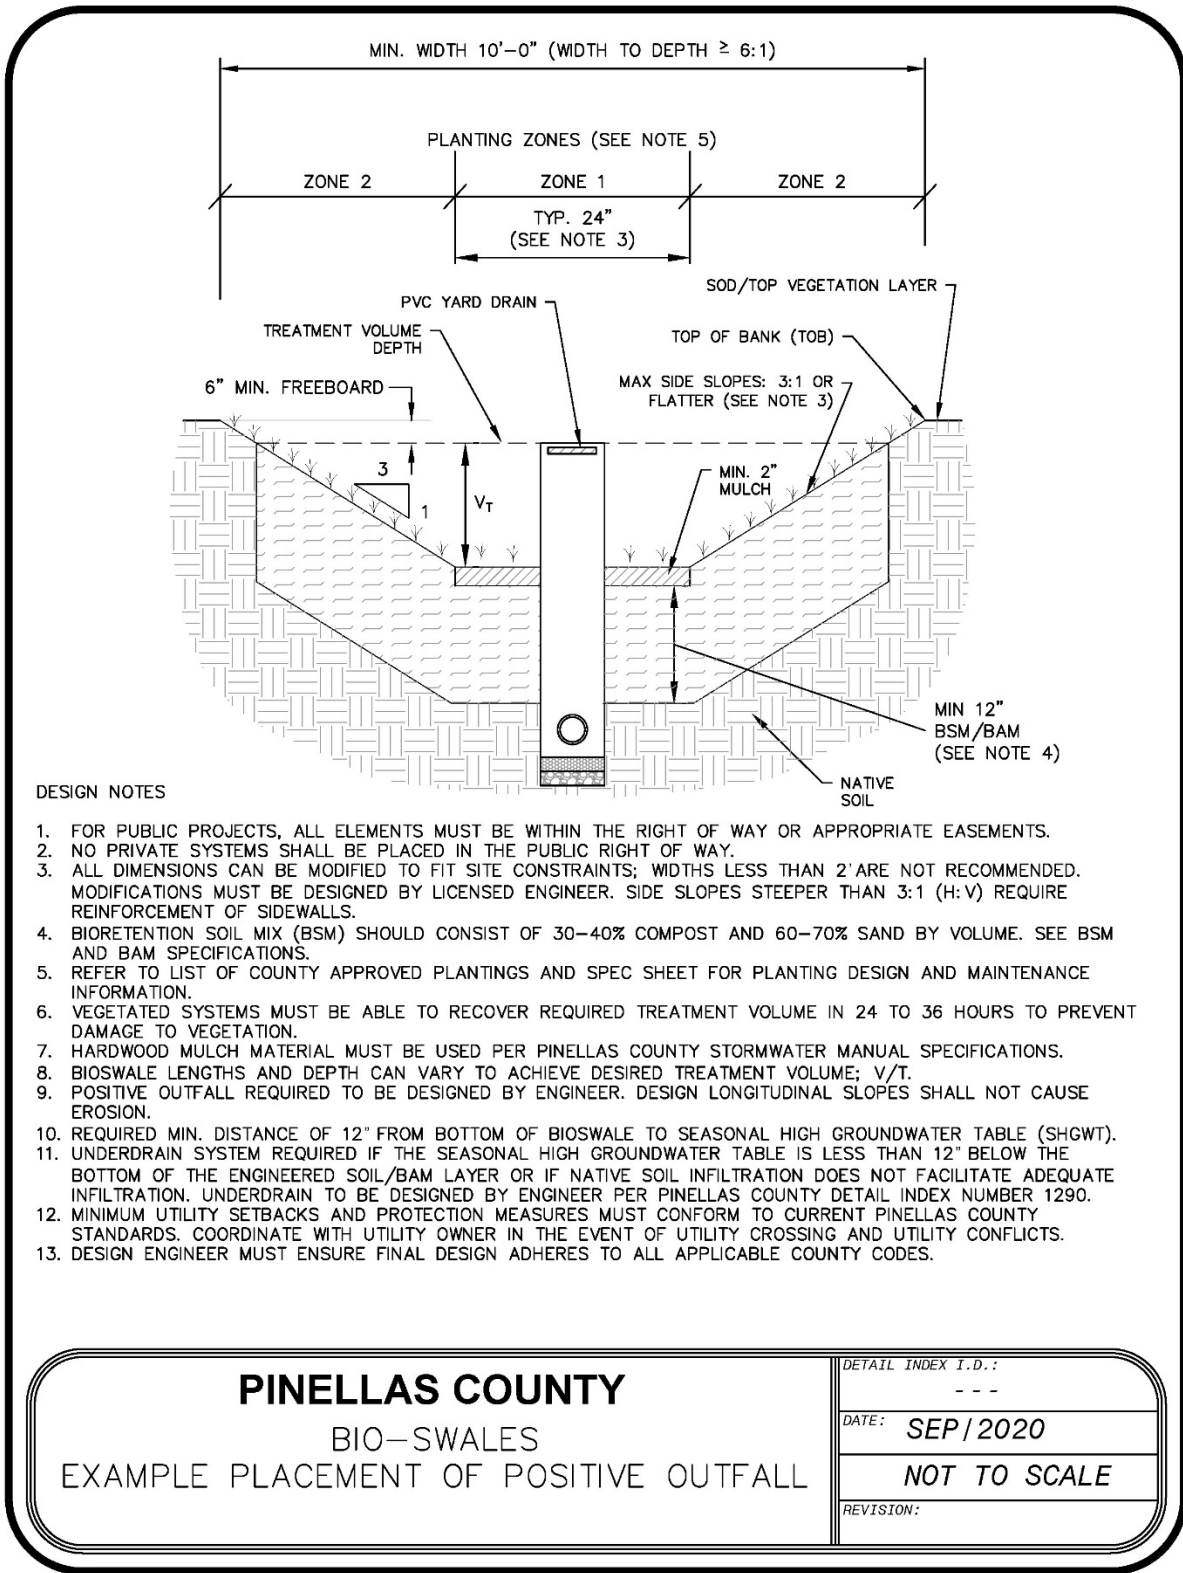 MIN. WIDTH 10'-0" (WIDTH TO DEPTH ≥ 6:1)
PLANTING ZONES (SEE NOTE 5)
ZONE 2
ZONE 1
ZONE 2
TYP. 24"
(SEE NOTE 3)
SOD/TOP VEGETATION LAYER
PVC YARD DRAIN
TREATMENT VOLUME
DEPTH
TOP OF BANK (TOB)
6" MIN. FREEBOARD
MAX SIDE SLOPES: 3:1 OR
FLATTER (SEE NOTE 3)
3
1
VT
MIN. 2"
MULCH
MIN 12"
BSM/BAM
(SEE NOTE 4)
NATIVE
SOIL
DESIGN NOTES
1. FOR PUBLIC PROJECTS, ALL ELEMENTS MUST BE WITHIN THE RIGHT OF WAY OR APPROPRIATE EASEMENTS.
2. NO PRIVATE SYSTEMS SHALL BE PLACED IN THE PUBLIC RIGHT OF WAY.
3. ALL DIMENSIONS CAN BE MODIFIED TO FIT SITE CONSTRAINTS; WIDTHS LESS THAN 2' ARE NOT RECOMMENDED.
MODIFICATIONS MUST BE DESIGNED BY LICENSED ENGINEER. SIDE SLOPES STEEPER THAN 3:1 (H:V) REQUIRE
REINFORCEMENT OF SIDEWALLS.
4. BIORETENTION SOIL MIX (BSM) SHOULD CONSIST OF 30-40% COMPOST AND 60-70% SAND BY VOLUME. SEE BSM
AND BAM SPECIFICATIONS.
5. REFER TO LIST OF COUNTY APPROVED PLANTINGS AND SPEC SHEET FOR PLANTING DESIGN AND MAINTENANCE
INFORMATION.
6. VEGETATED SYSTEMS MUST BE ABLE TO RECOVER REQUIRED TREATMENT VOLUME IN 24 TO 36 HOURS TO PREVENT
DAMAGE TO VEGETATION.
7. HARDWOOD MULCH MATERIAL MUST BE USED PER PINELLAS COUNTY STORMWATER MANUAL SPECIFICATIONS.
8. BIOSWALE LENGTHS AND DEPTH CAN VARY TO ACHIEVE DESIRED TREATMENT VOLUME; V/T.
9. POSITIVE OUTFALL REQUIRED TO BE DESIGNED BY ENGINEER. DESIGN LONGITUDINAL SLOPES SHALL NOT CAUSE
EROSION.
10. REQUIRED MIN. DISTANCE OF 12" FROM BOTTOM OF BIOSWALE TO SEASONAL HIGH GROUNDWATER TABLE (SHGWT).
11. UNDERDRAIN SYSTEM REQUIRED IF THE SEASONAL HIGH GROUNDWATER TABLE IS LESS THAN 12" BELOW THE
BOTTOM OF THE ENGINEERED SOIL/BAM LAYER OR IF NATIVE SOIL INFILTRATION DOES NOT FACILITATE ADEQUATE
INFILTRATION. UNDERDRAIN TO BE DESIGNED BY ENGINEER PER PINELLAS COUNTY DETAIL INDEX NUMBER 1290.
12. MINIMUM UTILITY SETBACKS AND PROTECTION MEASURES MUST CONFORM TO CURRENT PINELLAS COUNTY
STANDARDS. COORDINATE WITH UTILITY OWNER IN THE EVENT OF UTILITY CROSSING AND UTILITY CONFLICTS.
13. DESIGN ENGINEER MUST ENSURE FINAL DESIGN ADHERES TO ALL APPLICABLE COUNTY CODES.
PINELLAS COUNTY
BIO-SWALES
EXAMPLE PLACEMENT OF POSITIVE OUTFALL
DETAIL INDEX I.D.:
---
DATE: SEP/2020
NOT TO SCALE
REVISION: